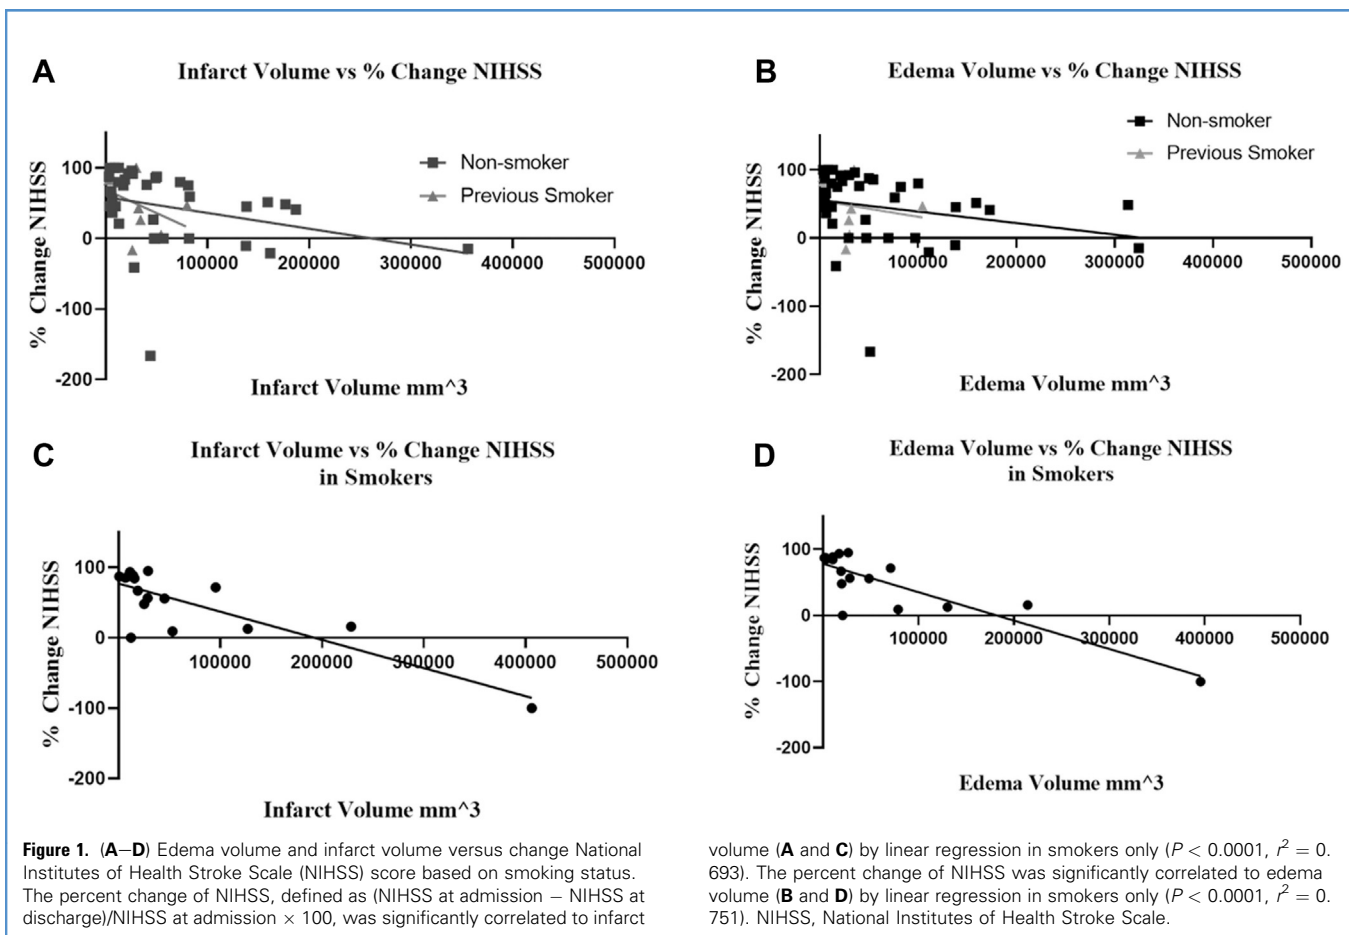 A
Infarct Volume vs % Change NIHSS
% Change NIHSS
100
0
-100
-200
100000
200000
300000
400000
500000
Non-smoker
Previous Smoker
Infarct Volume mm^3
B
Edema Volume vs % Change NIHSS
% Change NIHSS
100
0
-100
-200
100000
200000
300000
400000
500000
Non-smoker
Previous Smoker
Edema Volume mm^3
C
Infarct Volume vs % Change NIHSS
in Smokers
% Change NIHSS
100
0
-100
-200
100000
200000
300000
400000
500000
Infarct Volume mm^3
D
Edema Volume vs % Change NIHSS
in Smokers
% Change NIHSS
100
0
-100
-200
100000
200000
300000
400000
500000
Edema Volume mm^3
Figure 1. (A–D) Edema volume and infarct volume versus change National
Institutes of Health Stroke Scale (NIHSS) score based on smoking status.
The percent change of NIHSS, defined as (NIHSS at admission − NIHSS at
discharge)/NIHSS at admission × 100, was significantly correlated to infarct
volume (A and C) by linear regression in smokers only (P < 0.0001, r² = 0.
693). The percent change of NIHSS was significantly correlated to edema
volume (B and D) by linear regression in smokers only (P < 0.0001, r² = 0.
751). NIHSS, National Institutes of Health Stroke Scale.